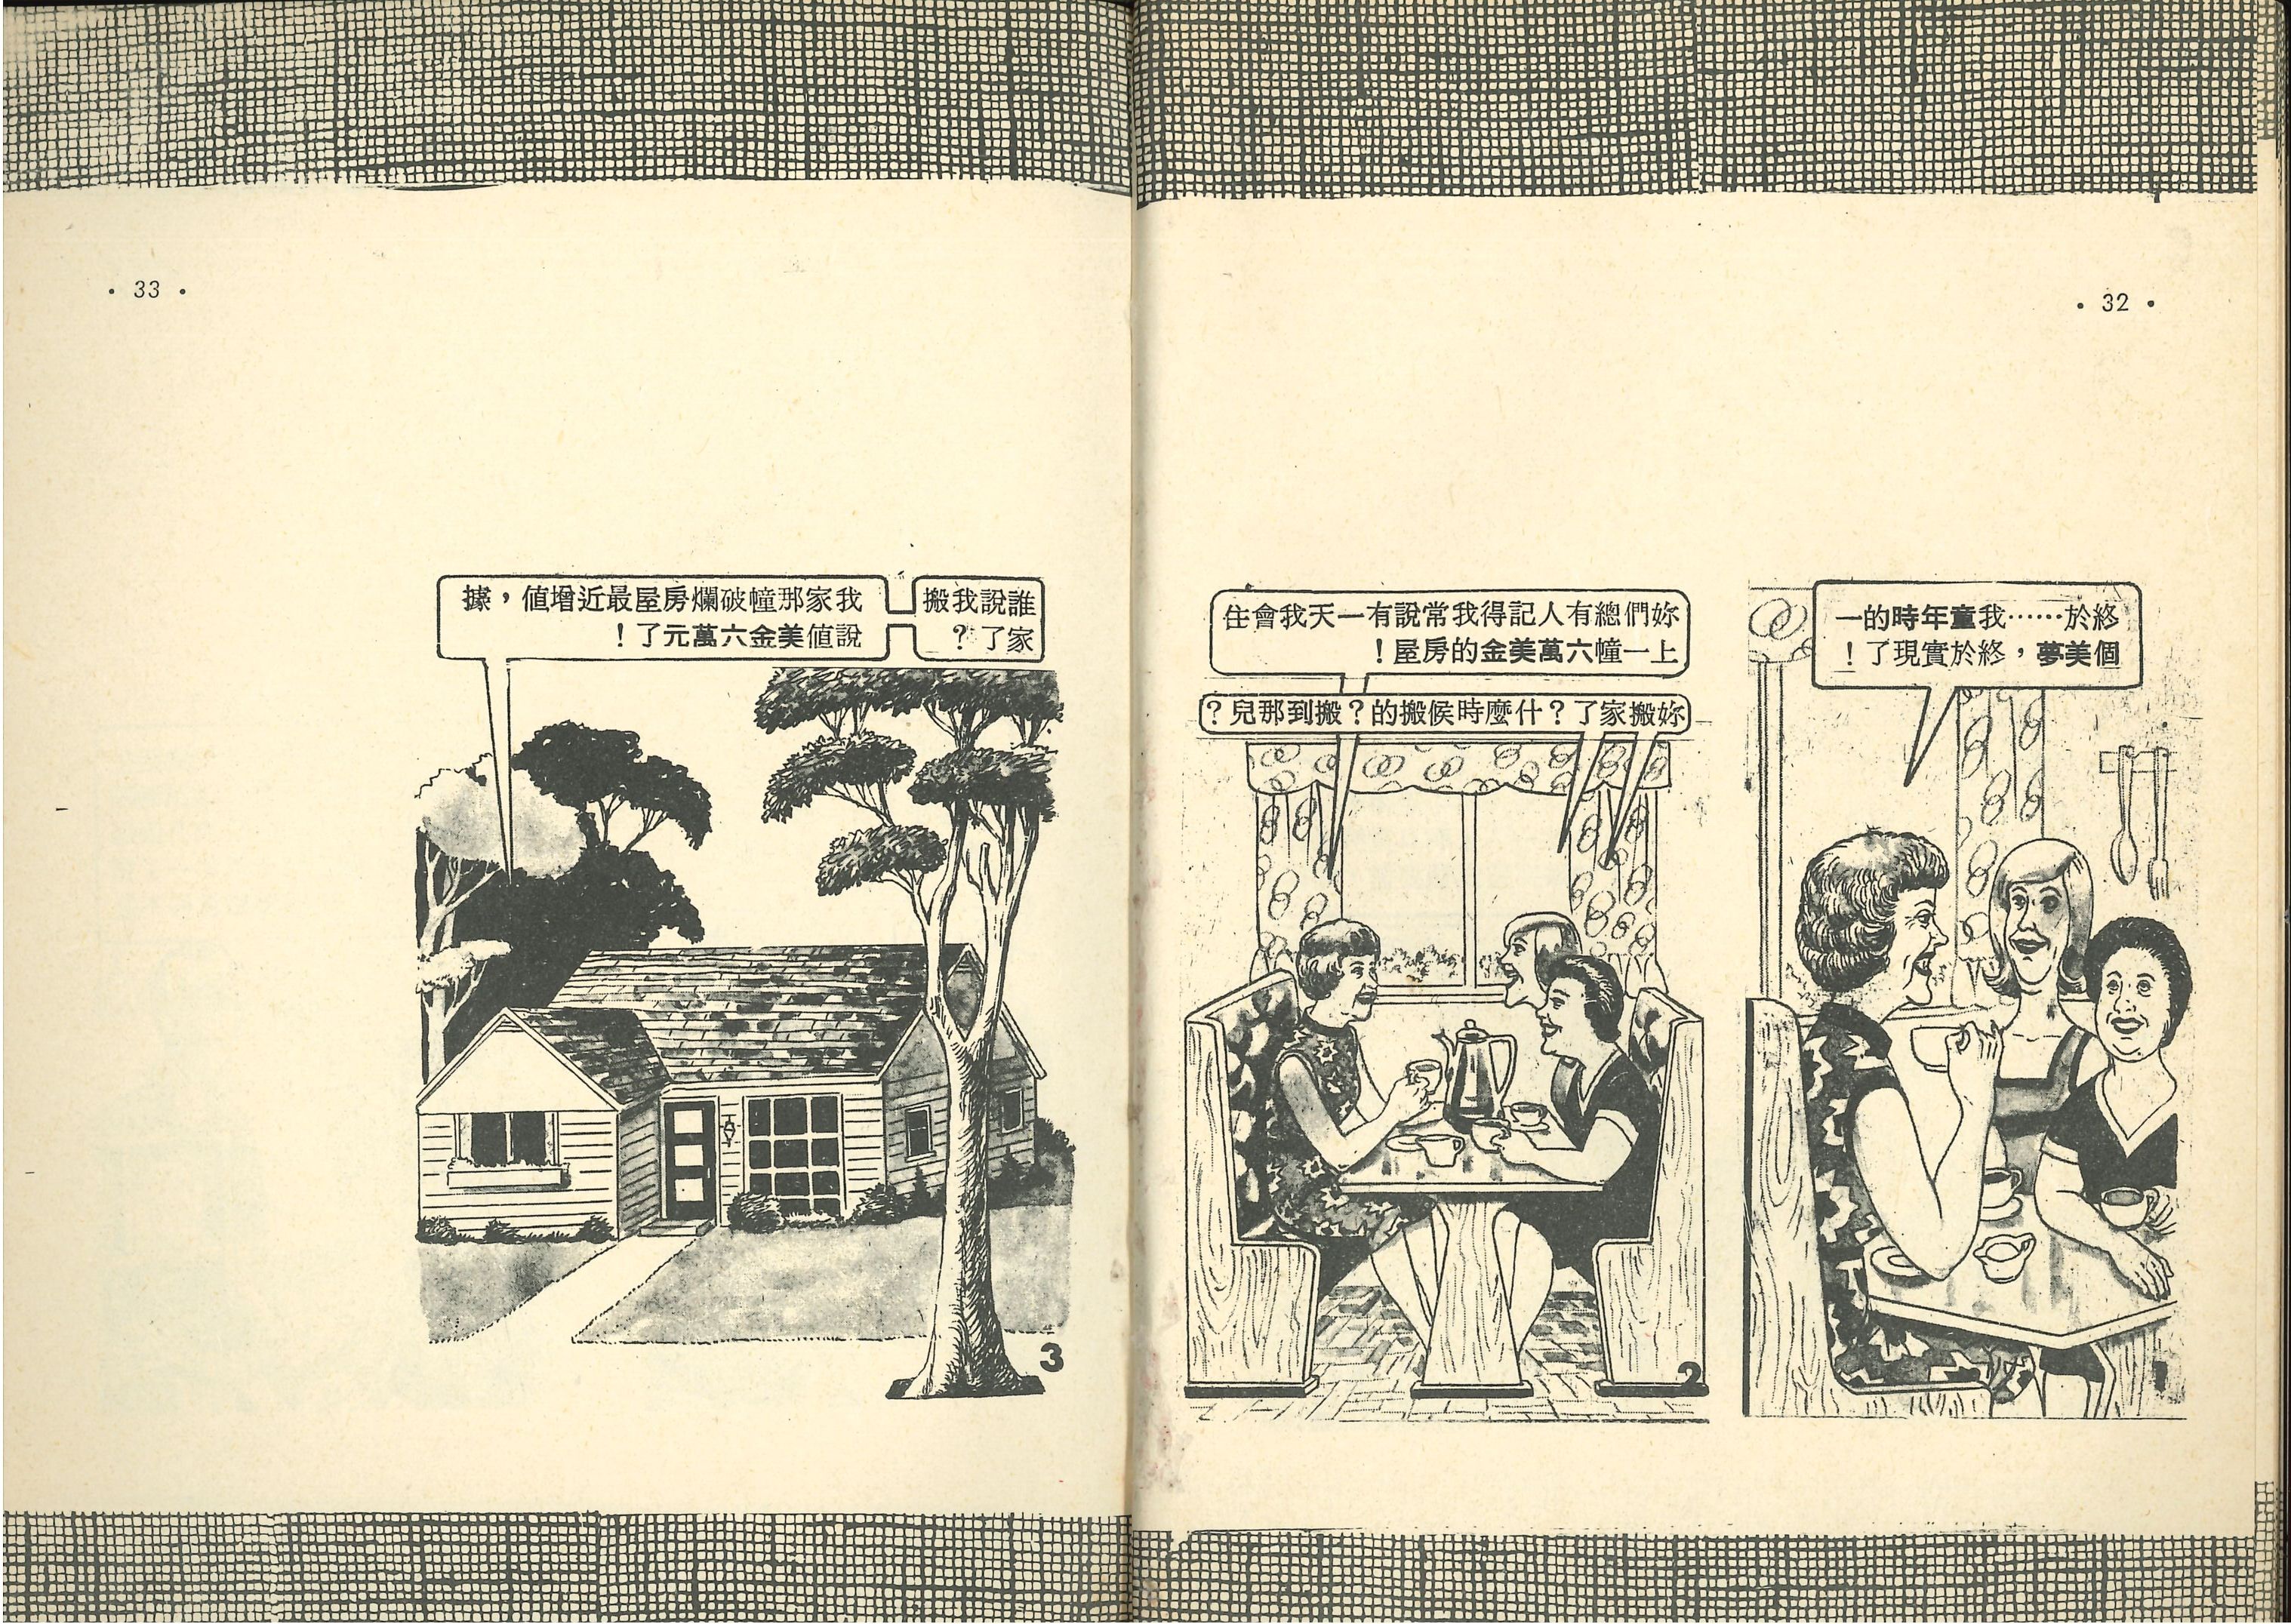 • 32 •
終於……我童年時的一
個美夢，終於實現了！
妳們總有人記得我常說有一天我會住
上一幢六萬美金的房屋！
妳搬家了？什麼時候搬的？搬到那兒？
2
• 33 •
誰說我搬
家了？
我家那幢破爛房屋最近增值，據
說值美金六萬元了！
3